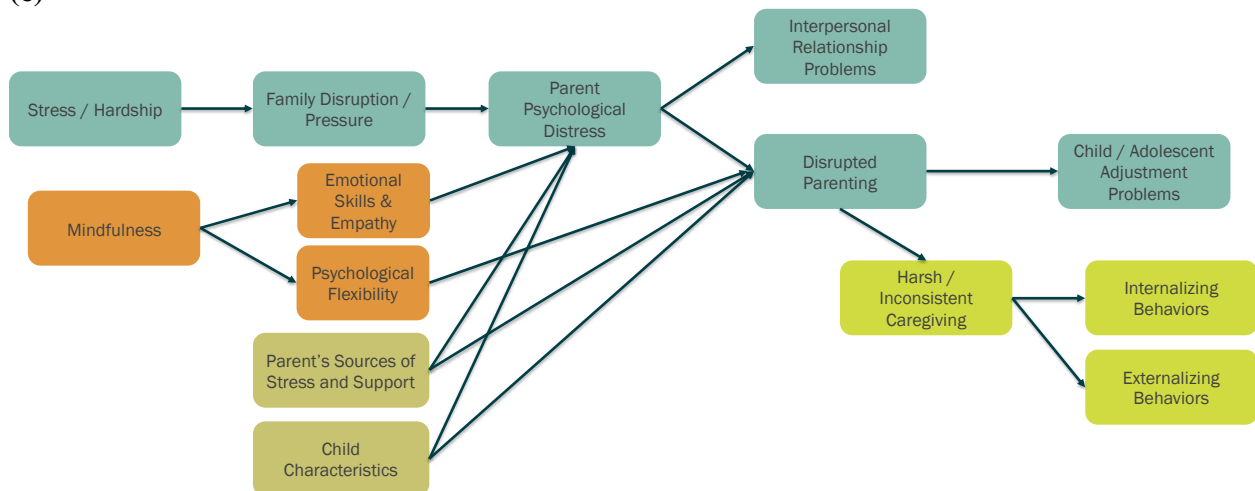 Interpersonal
Relationship
Problems
Stress / Hardship
Family Disruption /
Pressure
Parent
Psychological
Distress
Disrupted
Parenting
Child / Adolescent
Adjustment
Problems
Mindfulness
Emotional
Skills &
Empathy
Psychological
Flexibility
Harsh /
Inconsistent
Caregiving
Internalizing
Behaviors
Externalizing
Behaviors
Parent's Sources of
Stress and Support
Child
Characteristics